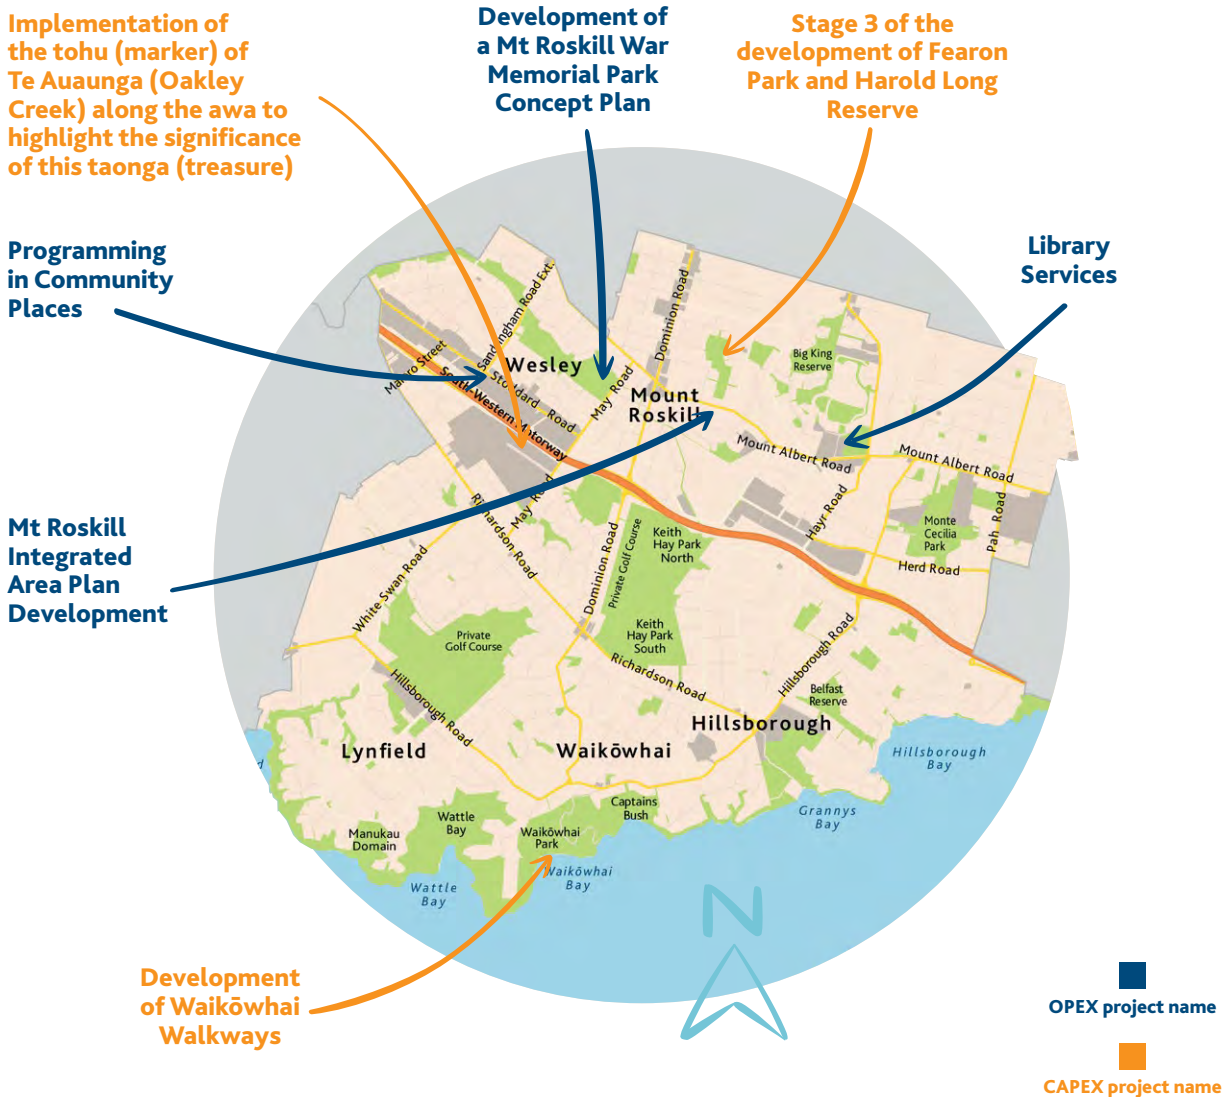 Implementation of
the tohu (marker) of
Te Auaunga (Oakley
Creek) along the awa to
highlight the significance
of this taonga (treasure)
Development of
a Mt Roskill War
Memorial Park
Concept Plan
Stage 3 of the
development of Fearon
Park and Harold Long
Reserve
Programming
in Community
Places
Library
Services
Mt Roskill
Integrated
Area Plan
Development
Sandringham Road Ext.
Dominion Road
Maioro Street
Wesley
Stoddard Road
South-Western Motorway
May Road
Mount
Roskill
Big King
Reserve
Mount Albert Road
Mount Albert Road
Hayr Road
Pah Road
Monte
Cecilia
Park
Herd Road
May Road
Richardson Road
White Swan Road
Dominion Road
Private Golf Course
Keith
Hay Park
North
Keith
Hay Park
South
Private
Golf Course
Hillsborough Road
Richardson Road
Hillsborough Road
Belfast
Reserve
Hillsborough
Lynfield
Waikōwhai
Hillsborough
Bay
d
Captains
Bush
Grannys
Bay
Wattle
Bay
Manukau
Domain
Waikōwhai
Park
Waikōwhai
Bay
Wattle
Bay
N
Development
of Waikōwhai
Walkways
OPEX project name
CAPEX project name